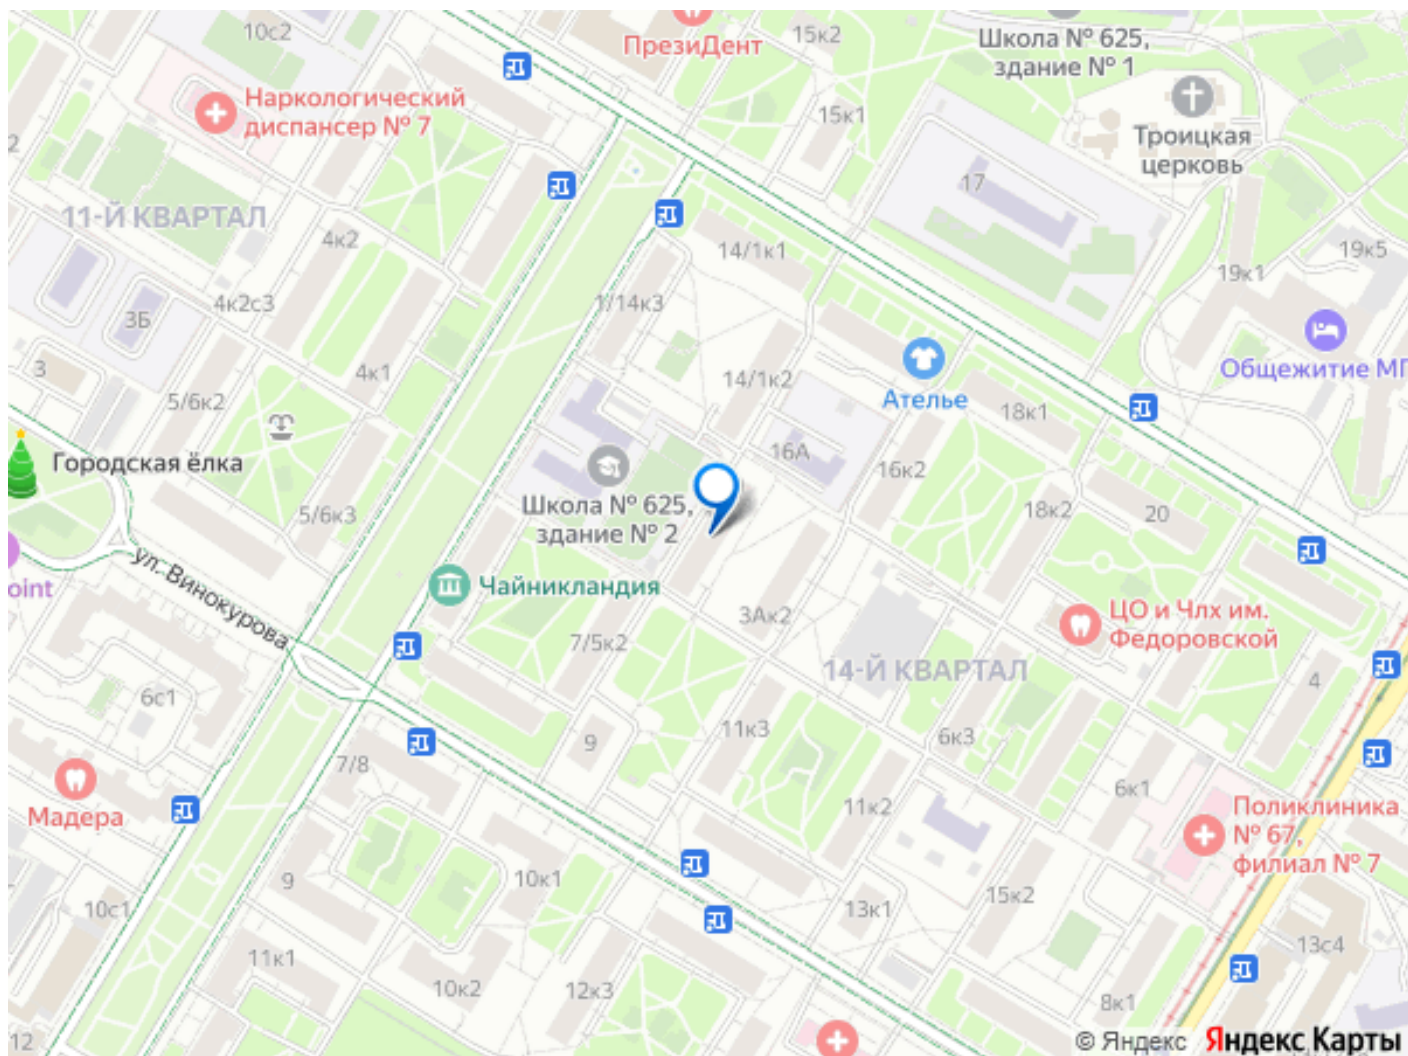 10с2
ПрезиДент
15к2
Школа № 625,
здание № 1
Наркологический
диспансер № 7
15к1
Троицкая
церковь
2
17
11-Й КВАРТАЛ
4к2
14/1к1
19к5
19к1
4к2с3
1/14к3
3Б
3
4к1
14/1к2
Общежитие МГ
5/6к2
Ателье
18к1
Городская ёлка
16А
16к2
5/6к3
Школа № 625,
здание № 2
18к2
20
ул. Винокурова
oint
Чайникландия
3Ак2
ЦО и Члх им.
Федоровской
7/5к2
14-Й КВАРТАЛ
4
6с1
11к3
6к3
9
7/8
Мадера
11к2
6к1
Поликлиника
№ 67,
филиал № 7
9
10к1
15к2
10с1
13к1
13с4
11к1
10к2
12к3
8к1
12
© Яндекс Яндекс Карты